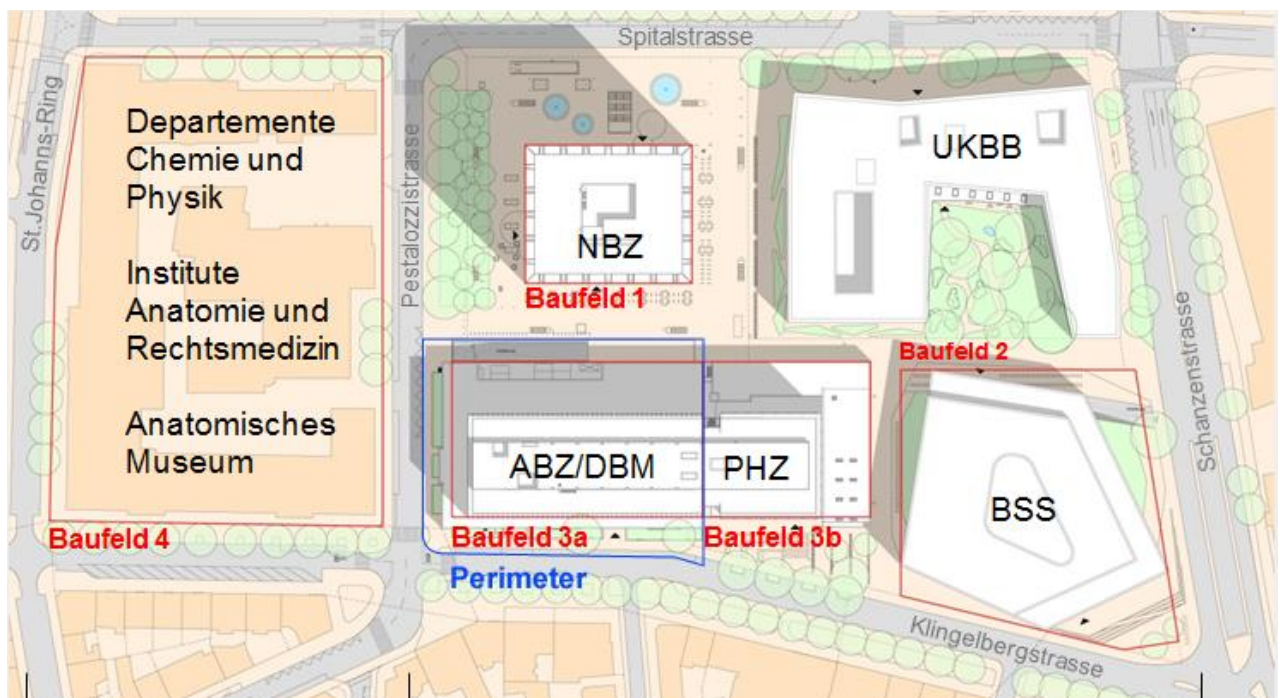 Spitalstrasse
St.Johanns-Ring
Departemente
Chemie und
Physik
Institute
Anatomie und
Rechtsmedizin
Anatomisches
Museum
Baufeld 4
Pestalozzistrasse
NBZ
Baufeld 1
UKBB
Baufeld 2
Schanzenstrasse
ABZ/DBM
PHZ
BSS
Baufeld 3a
Baufeld 3b
Perimeter
Klingelbergstrasse